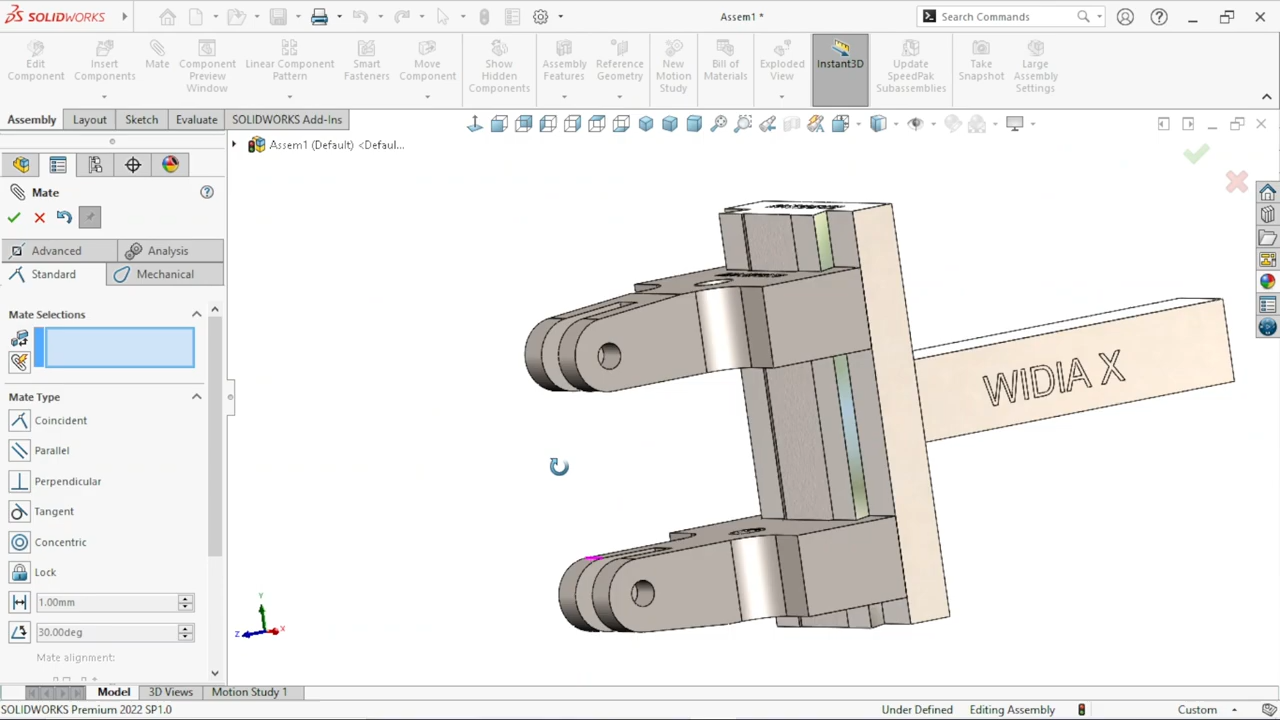 SOLIDWORKS
Assem1 *
Search Commands
Edit Component
Insert Components
Mate
Component Preview Window
Linear Component Pattern
Smart Fasteners
Move Component
Show Hidden Components
Assembly Features
Reference Geometry
New Motion Study
Bill of Materials
Exploded View
Instant3D
Update SpeedPak Subassemblies
Take Snapshot
Large Assembly Settings
Assembly
Layout
Sketch
Evaluate
SOLIDWORKS Add-Ins
Assem1 (Default) <Defaul...
Mate
Advanced
Analysis
Standard
Mechanical
Mate Selections
Mate Type
Coincident
Parallel
Perpendicular
Tangent
Concentric
Lock
1.00mm
30.00deg
Mate alignment:
WIDIA X
Y
Z
X
Model
3D Views
Motion Study 1
SOLIDWORKS Premium 2022 SP1.0
Under Defined
Editing Assembly
Custom